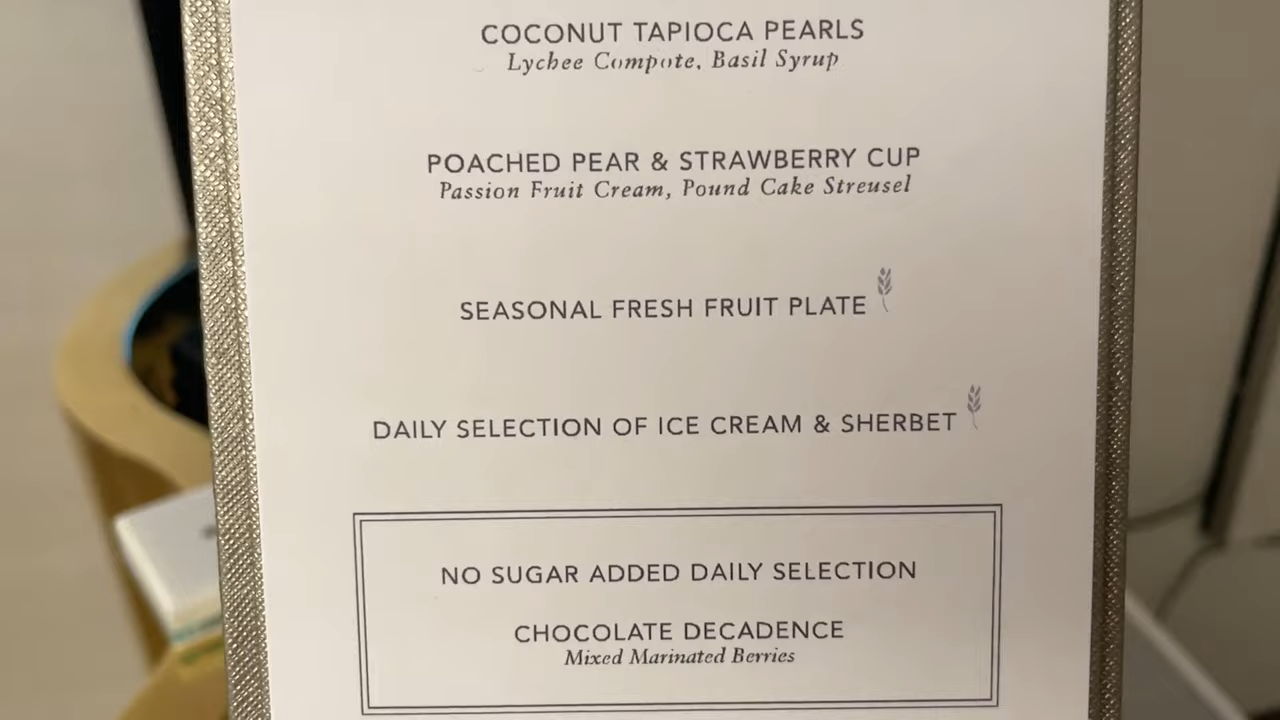 COCONUT TAPIOCA PEARLS
Lychee Compote, Basil Syrup
POACHED PEAR & STRAWBERRY CUP
Passion Fruit Cream, Pound Cake Streusel
SEASONAL FRESH FRUIT PLATE
DAILY SELECTION OF ICE CREAM & SHERBET
NO SUGAR ADDED DAILY SELECTION
CHOCOLATE DECADENCE
Mixed Marinated Berries